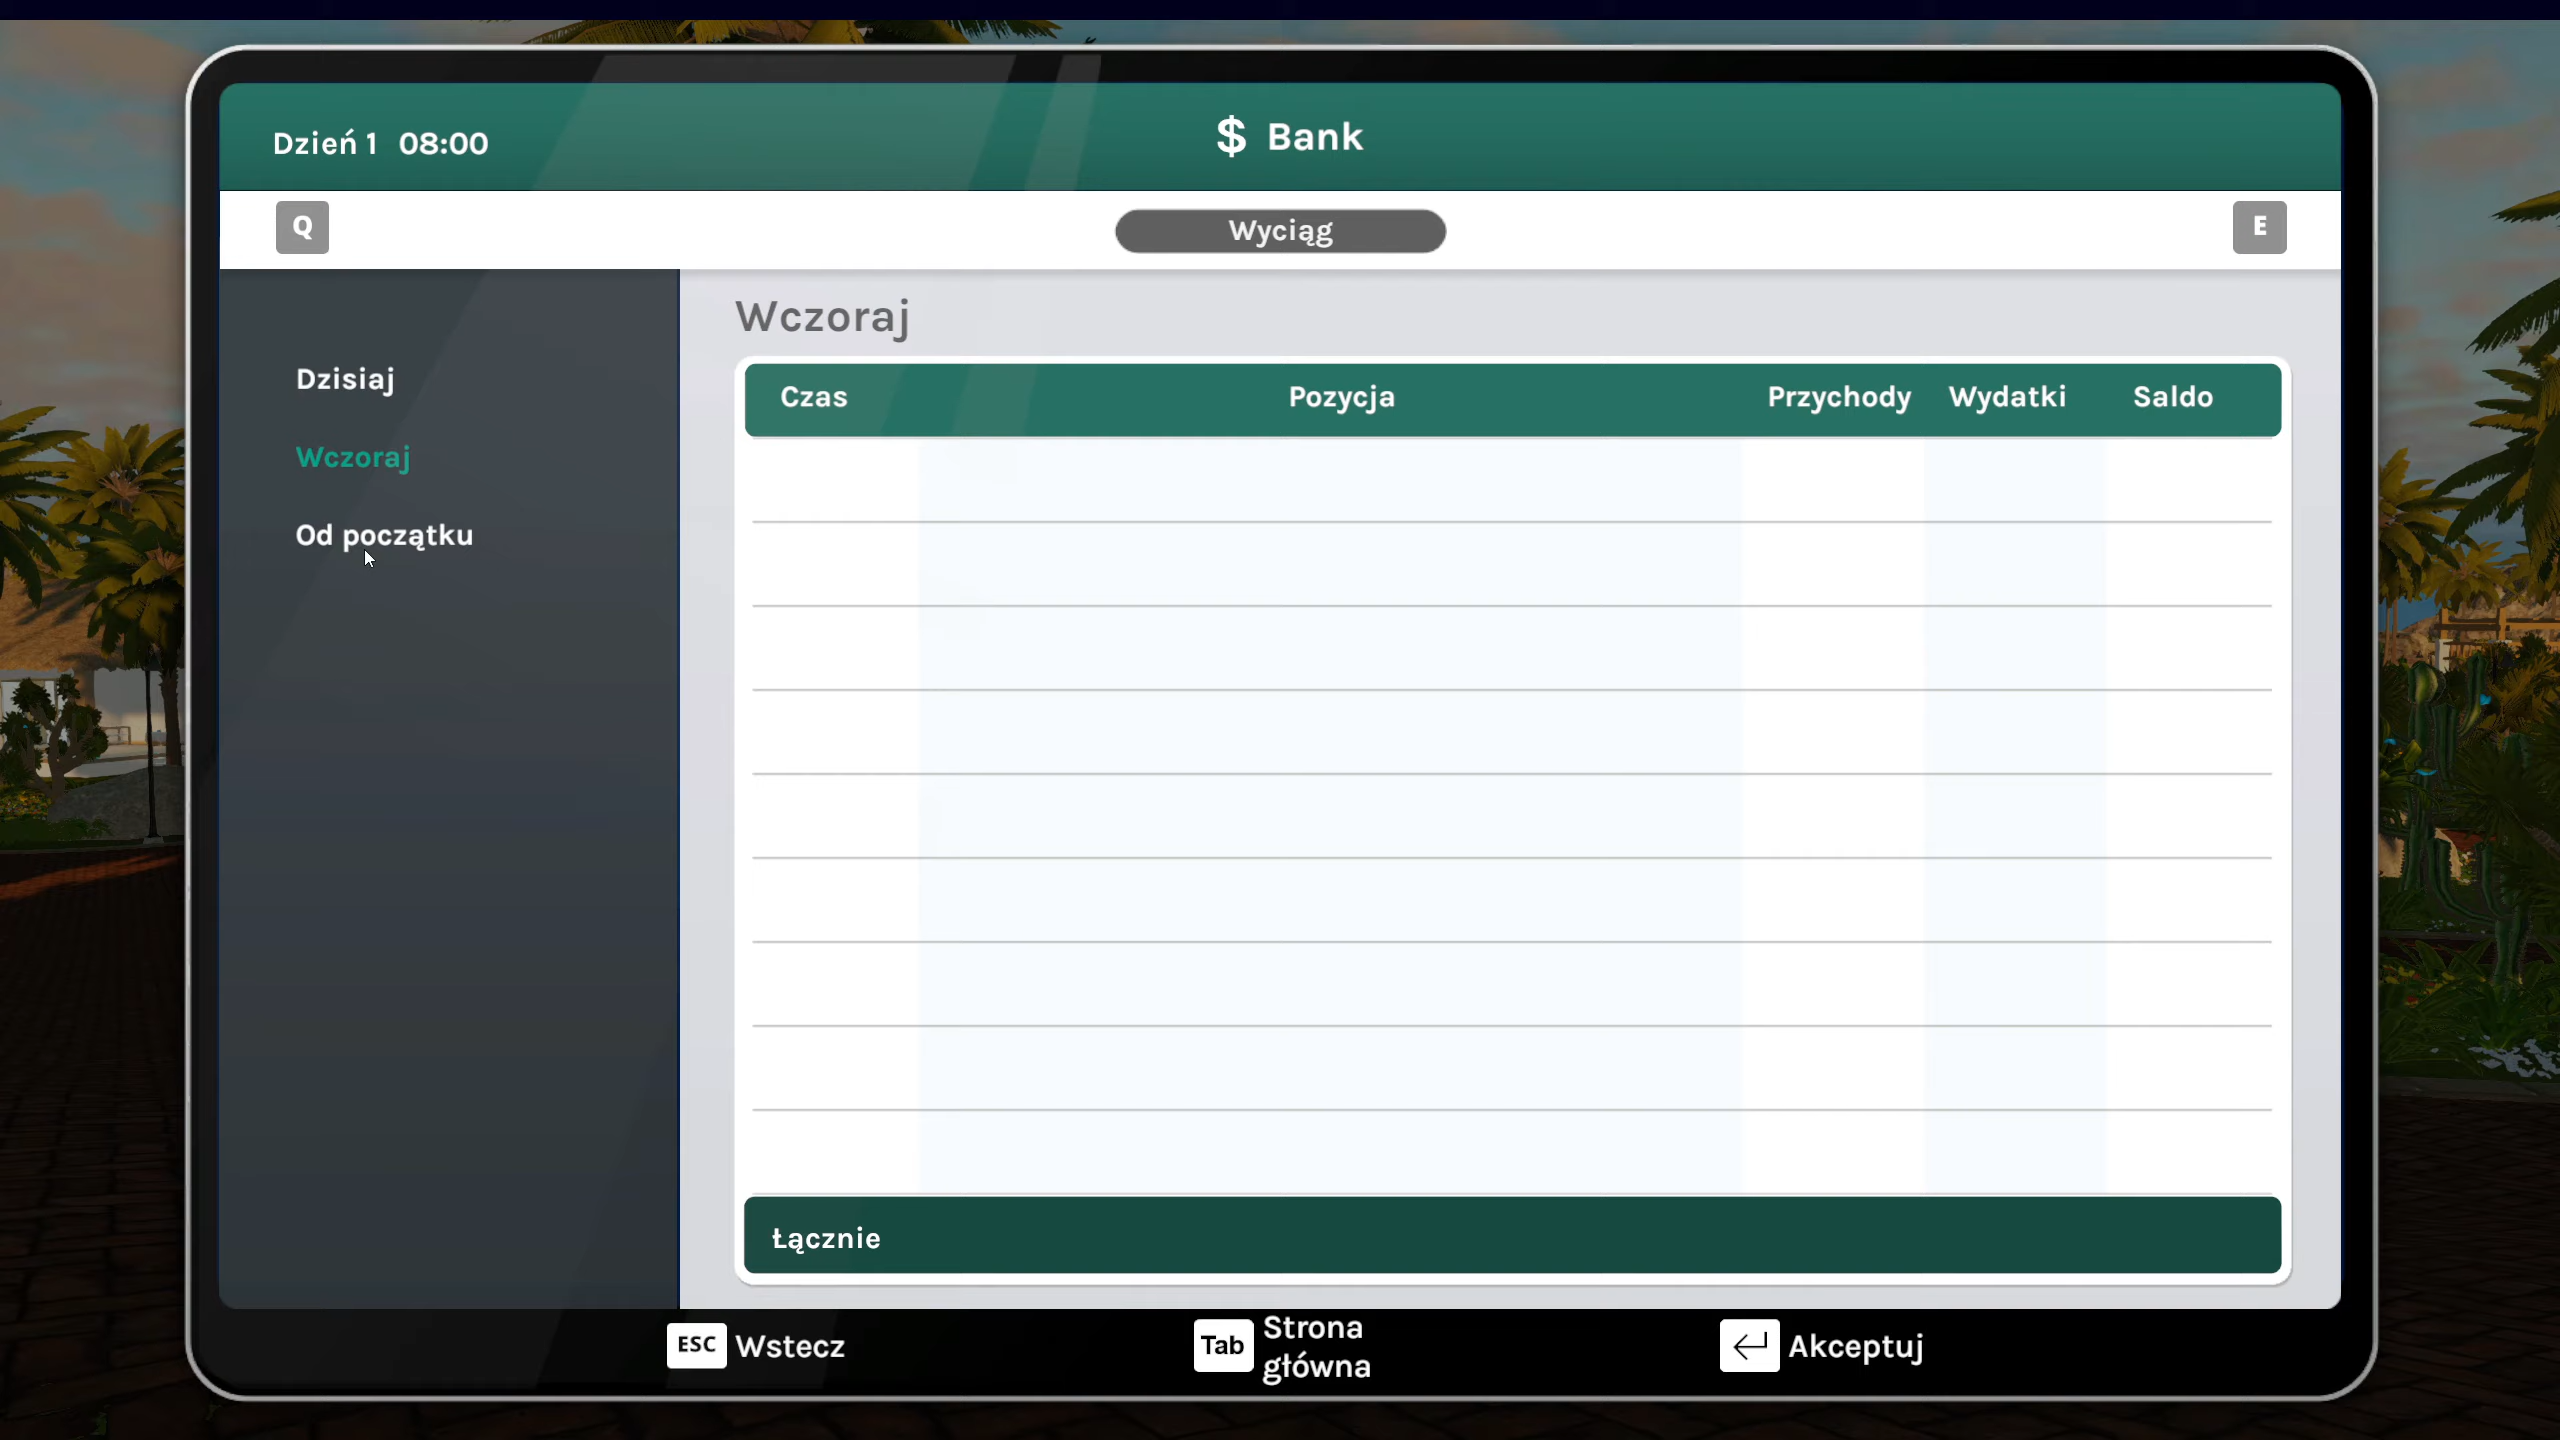 Dzień 1 08:00
$ Bank
Q
Wyciąg
E
Dzisiaj
Wczoraj
Od początku
Wczoraj
Czas Pozycja Przychody Wydatki Saldo
Łącznie
ESC Wstecz
Tab Strona
główna
Akceptuj